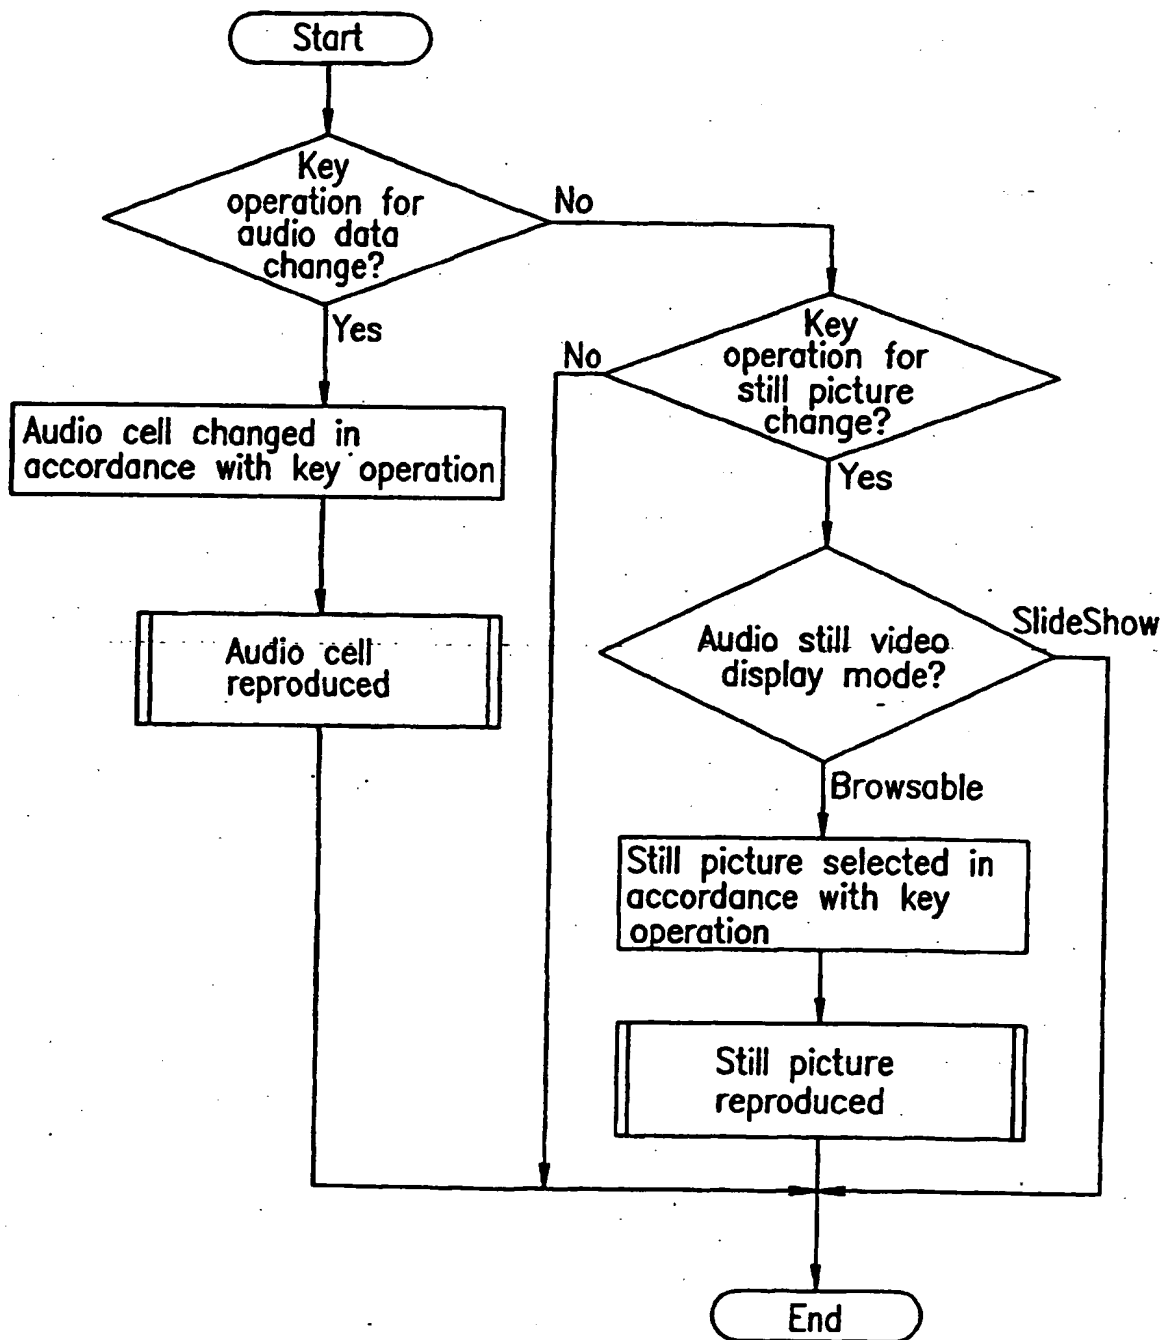 Start
Key
operation for
audio data
change?
No
Yes
Key
operation for
still picture
change?
No
Yes
Audio cell changed in
accordance with key operation
Audio cell
reproduced
Audio still video
display mode?
SlideShow
Browsable
Still picture selected in
accordance with key
operation
Still picture
reproduced
End